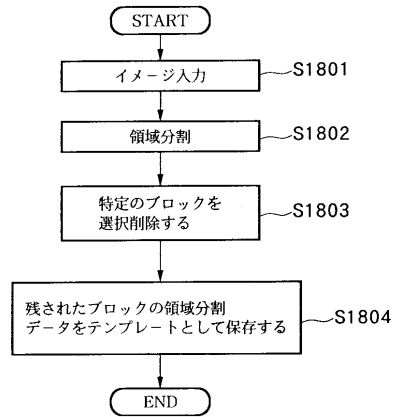 START
イメージ入力
S1801
領域分割
S1802
特定のブロックを
選択削除する
S1803
残されたブロックの領域分割
データをテンプレートとして保存する
S1804
END